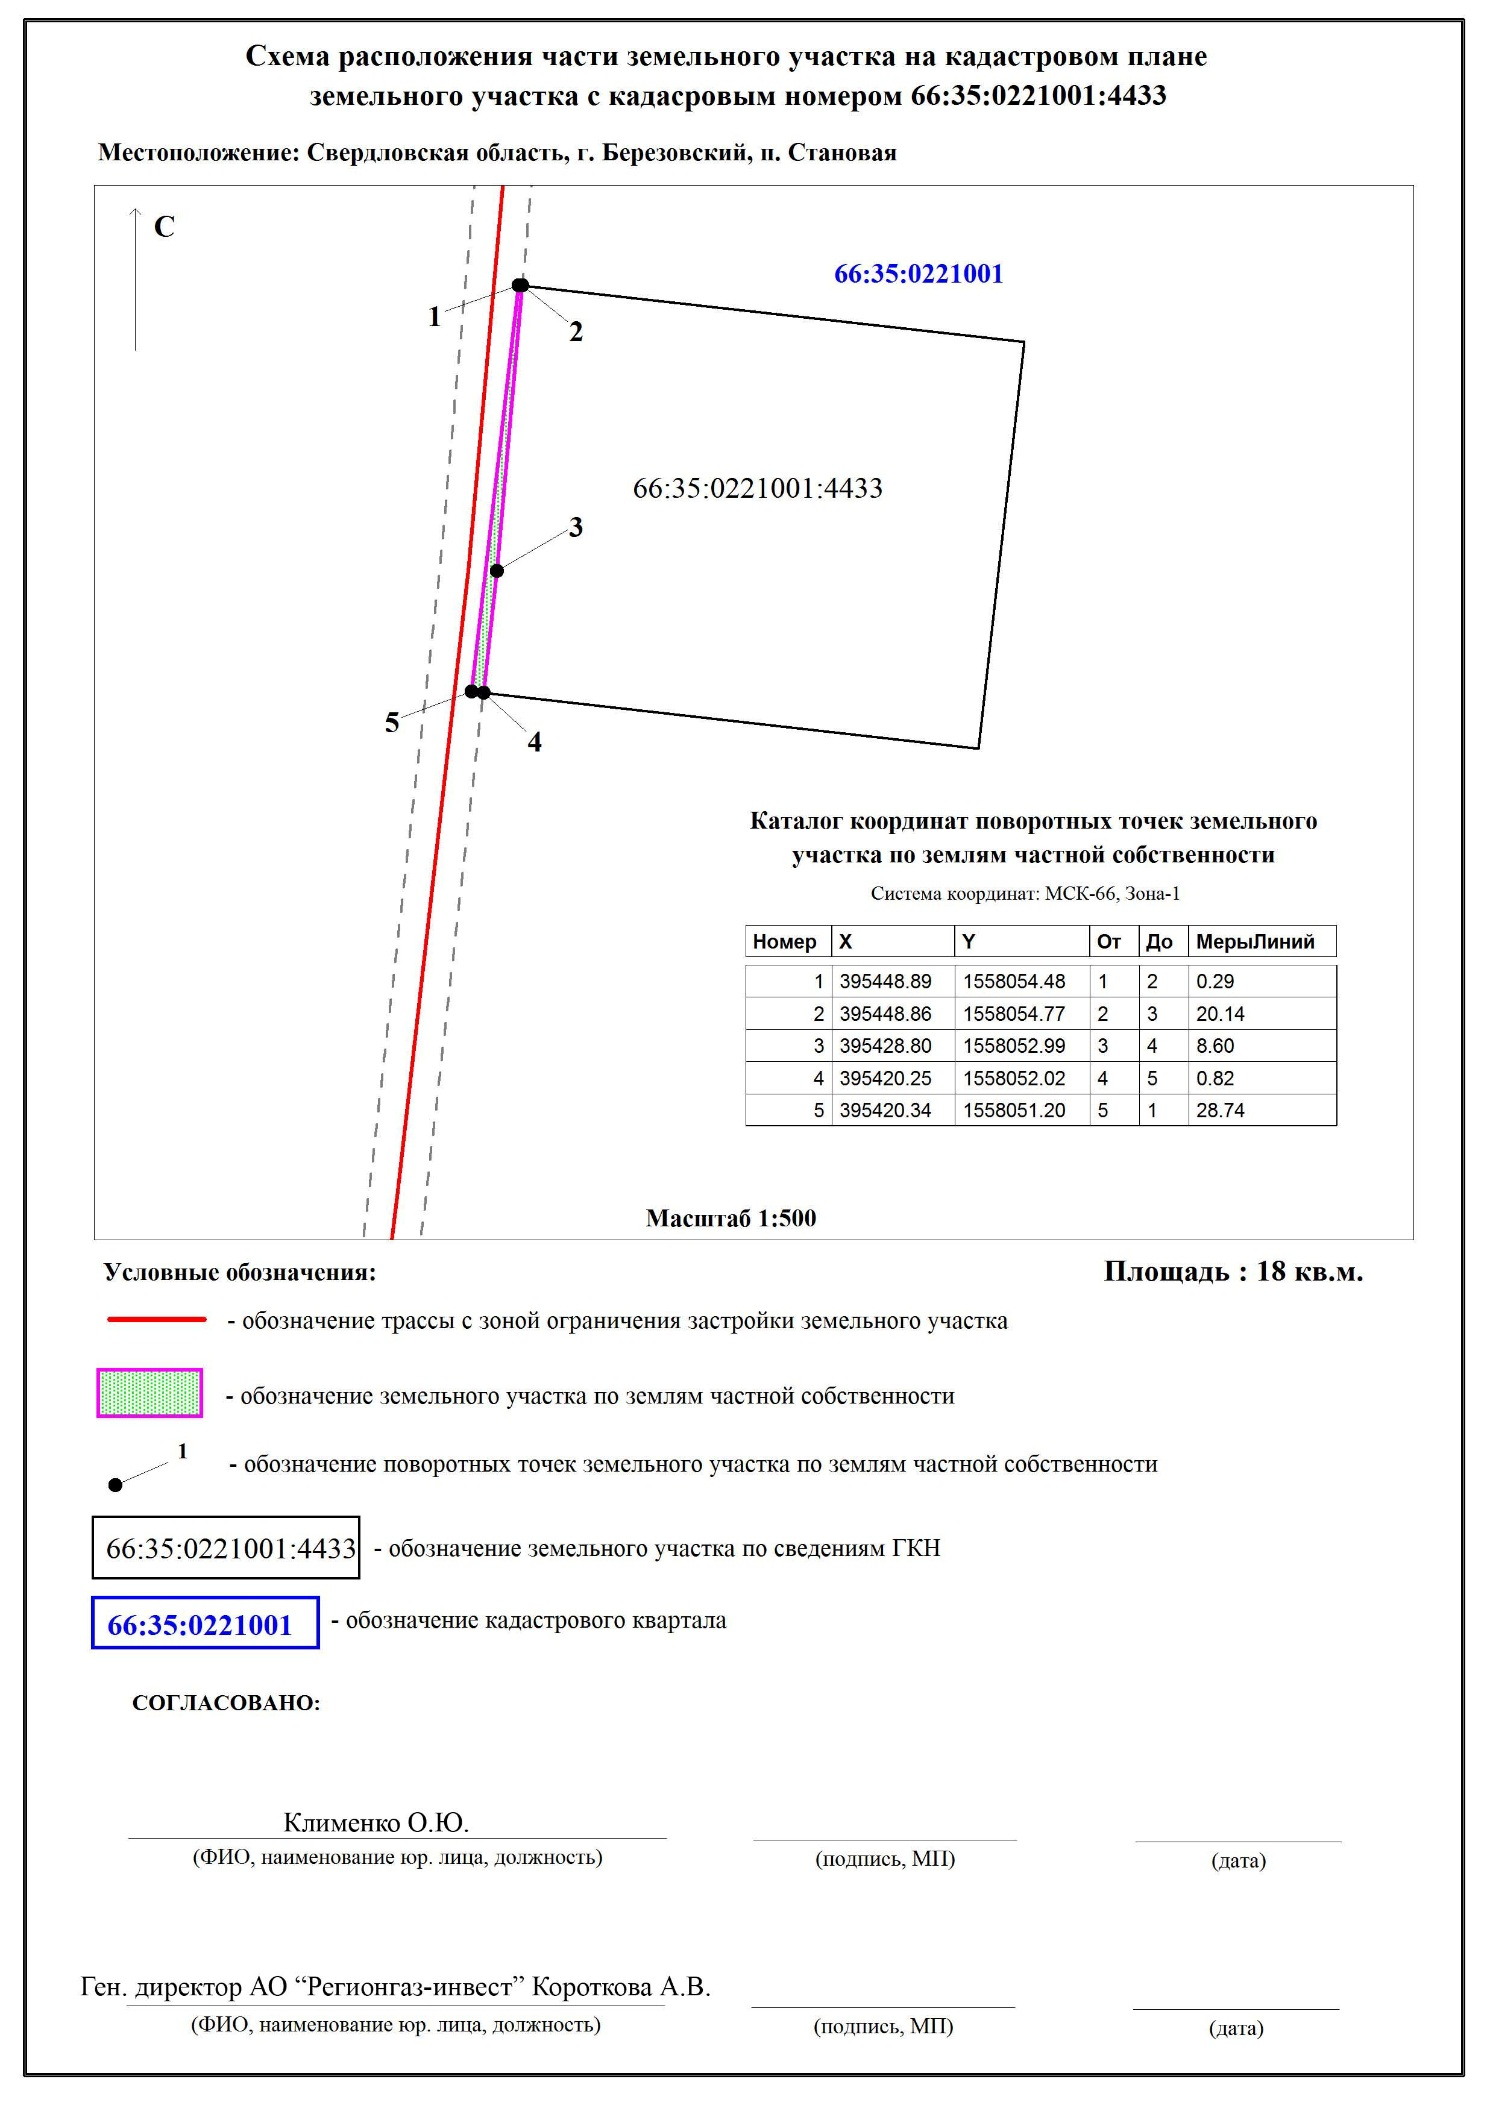 Схема расположения части земельного участка на кадастровом плане
земельного участка с кадасровым номером 66:35:0221001:4433
Местоположение: Свердловская область, г. Березовский, п. Становая
С
66:35:0221001
1
2
66:35:0221001:4433
3
5
4
Каталог координат поворотных точек земельного
участка по землям частной собственности
Система координат: МСК-66, Зона-1
Номер X Y От До МерыЛиний
1 395448.89 1558054.48 1 2 0.29
2 395448.86 1558054.77 2 3 20.14
3 395428.80 1558052.99 3 4 8.60
4 395420.25 1558052.02 4 5 0.82
5 395420.34 1558051.20 5 1 28.74
Масштаб 1:500
Условные обозначения: Площадь : 18 кв.м.
- обозначение трассы с зоной ограничения застройки земельного участка
- обозначение земельного участка по землям частной собственности
1 - обозначение поворотных точек земельного участка по землям частной собственности
66:35:0221001:4433 - обозначение земельного участка по сведениям ГКН
66:35:0221001 - обозначение кадастрового квартала
СОГЛАСОВАНО:
Клименко О.Ю.
(ФИО, наименование юр. лица, должность) (подпись, МП) (дата)
Ген. директор АО “Регионгаз-инвест” Короткова А.В.
(ФИО, наименование юр. лица, должность) (подпись, МП) (дата)